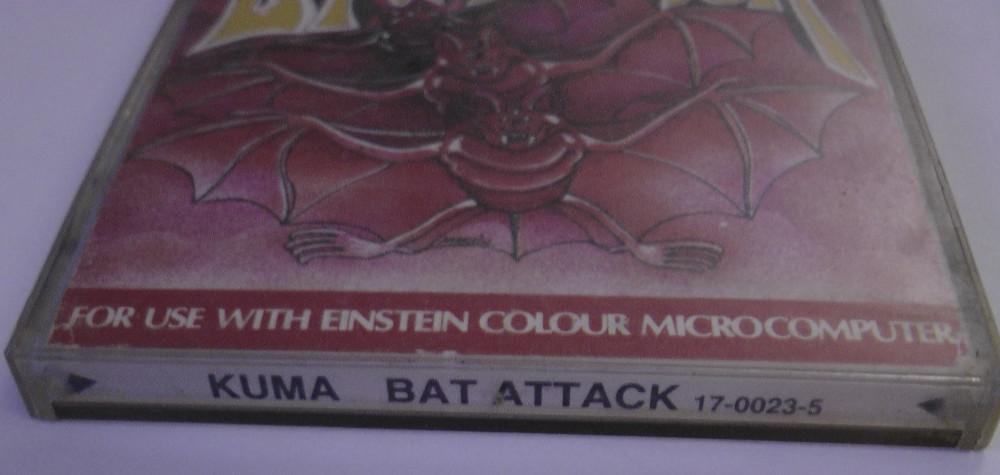 FOR USE WITH EINSTEIN COLOUR MICROCOMPUTER
KUMA BAT ATTACK 17-0023-5